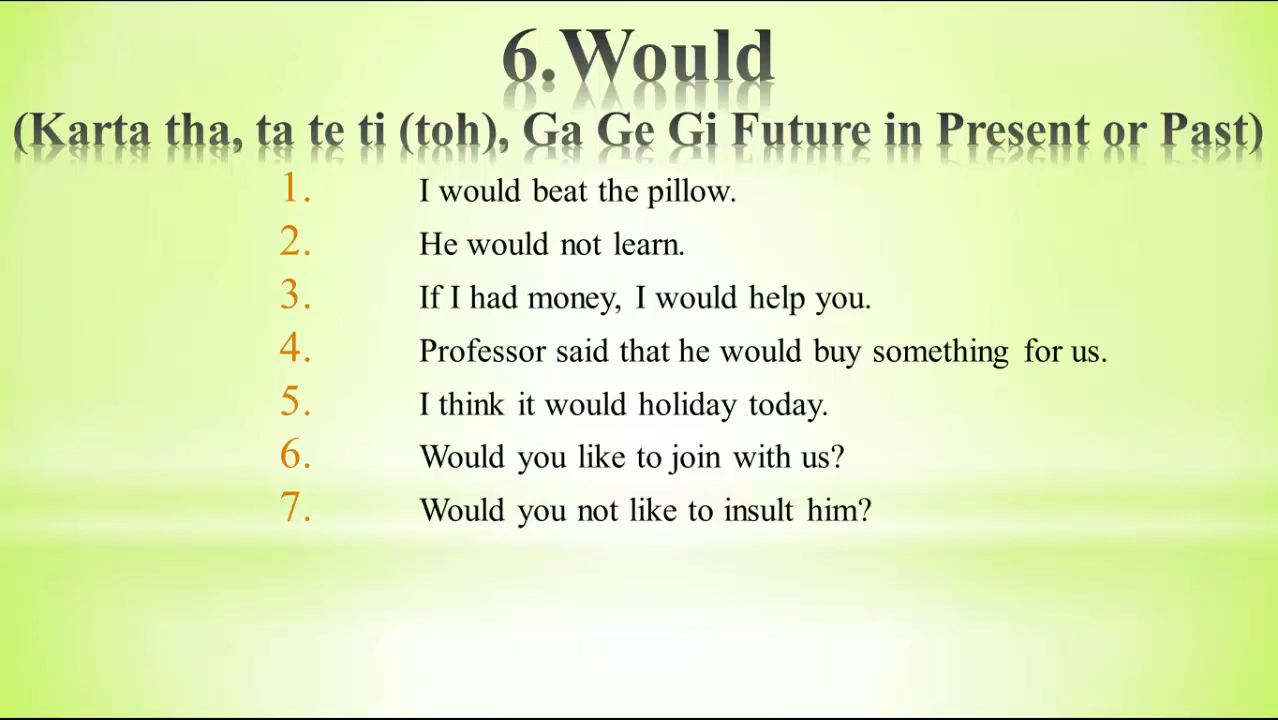 6.Would
(Karta tha, ta te ti (toh), Ga Ge Gi Future in Present or Past)
1. I would beat the pillow.
2. He would not learn.
3. If I had money, I would help you.
4. Professor said that he would buy something for us.
5. I think it would holiday today.
6. Would you like to join with us?
7. Would you not like to insult him?